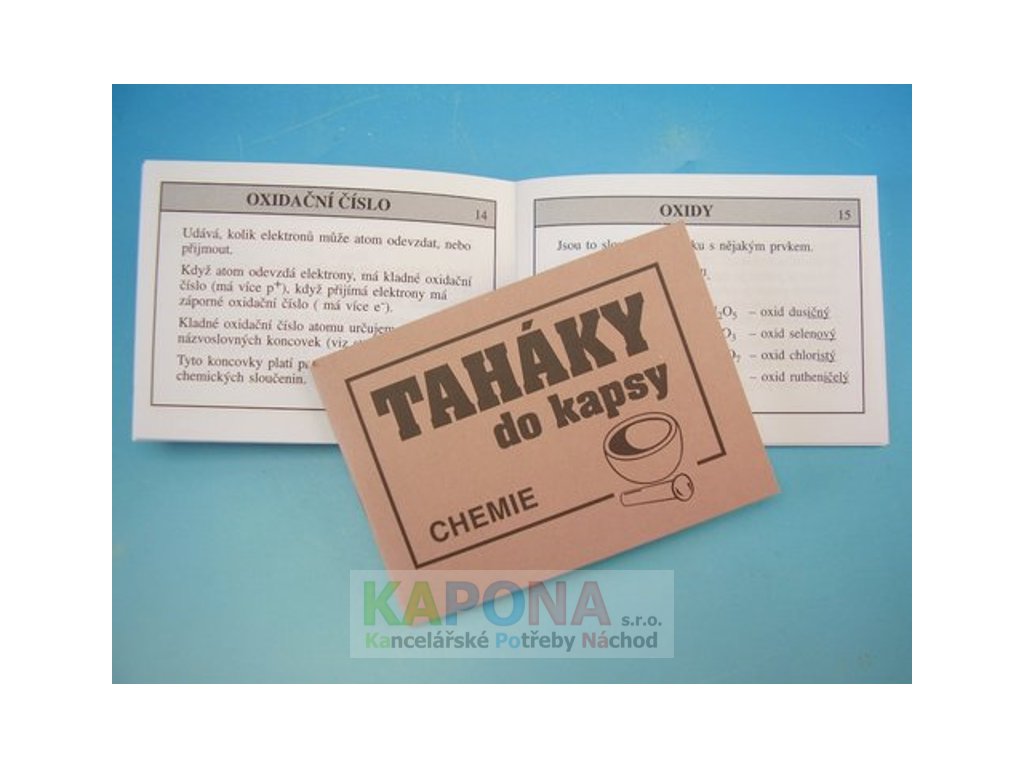 OXIDAČNÍ ČÍSLO 14
Udává, kolik elektronů může atom odevzdat, nebo
přijmout.
Když atom odevzdá elektrony, má kladné oxidační
číslo (má více p⁺), když přijímá elektrony má
záporné oxidační číslo ( má více e⁻).
Kladné oxidační číslo atomu určujem
názvoslovných koncovek (viz
Tyto koncovky platí
chemických sloučenin.
OXIDY 15
Jsou to s nějakým prvkem.
O₅ – oxid dusičný
– oxid selenový
– oxid chloristý
– oxid rutheničelý
TAHÁKY
do kapsy
CHEMIE
KAPONA s.r.o.
Kancelářské Potřeby Náchod